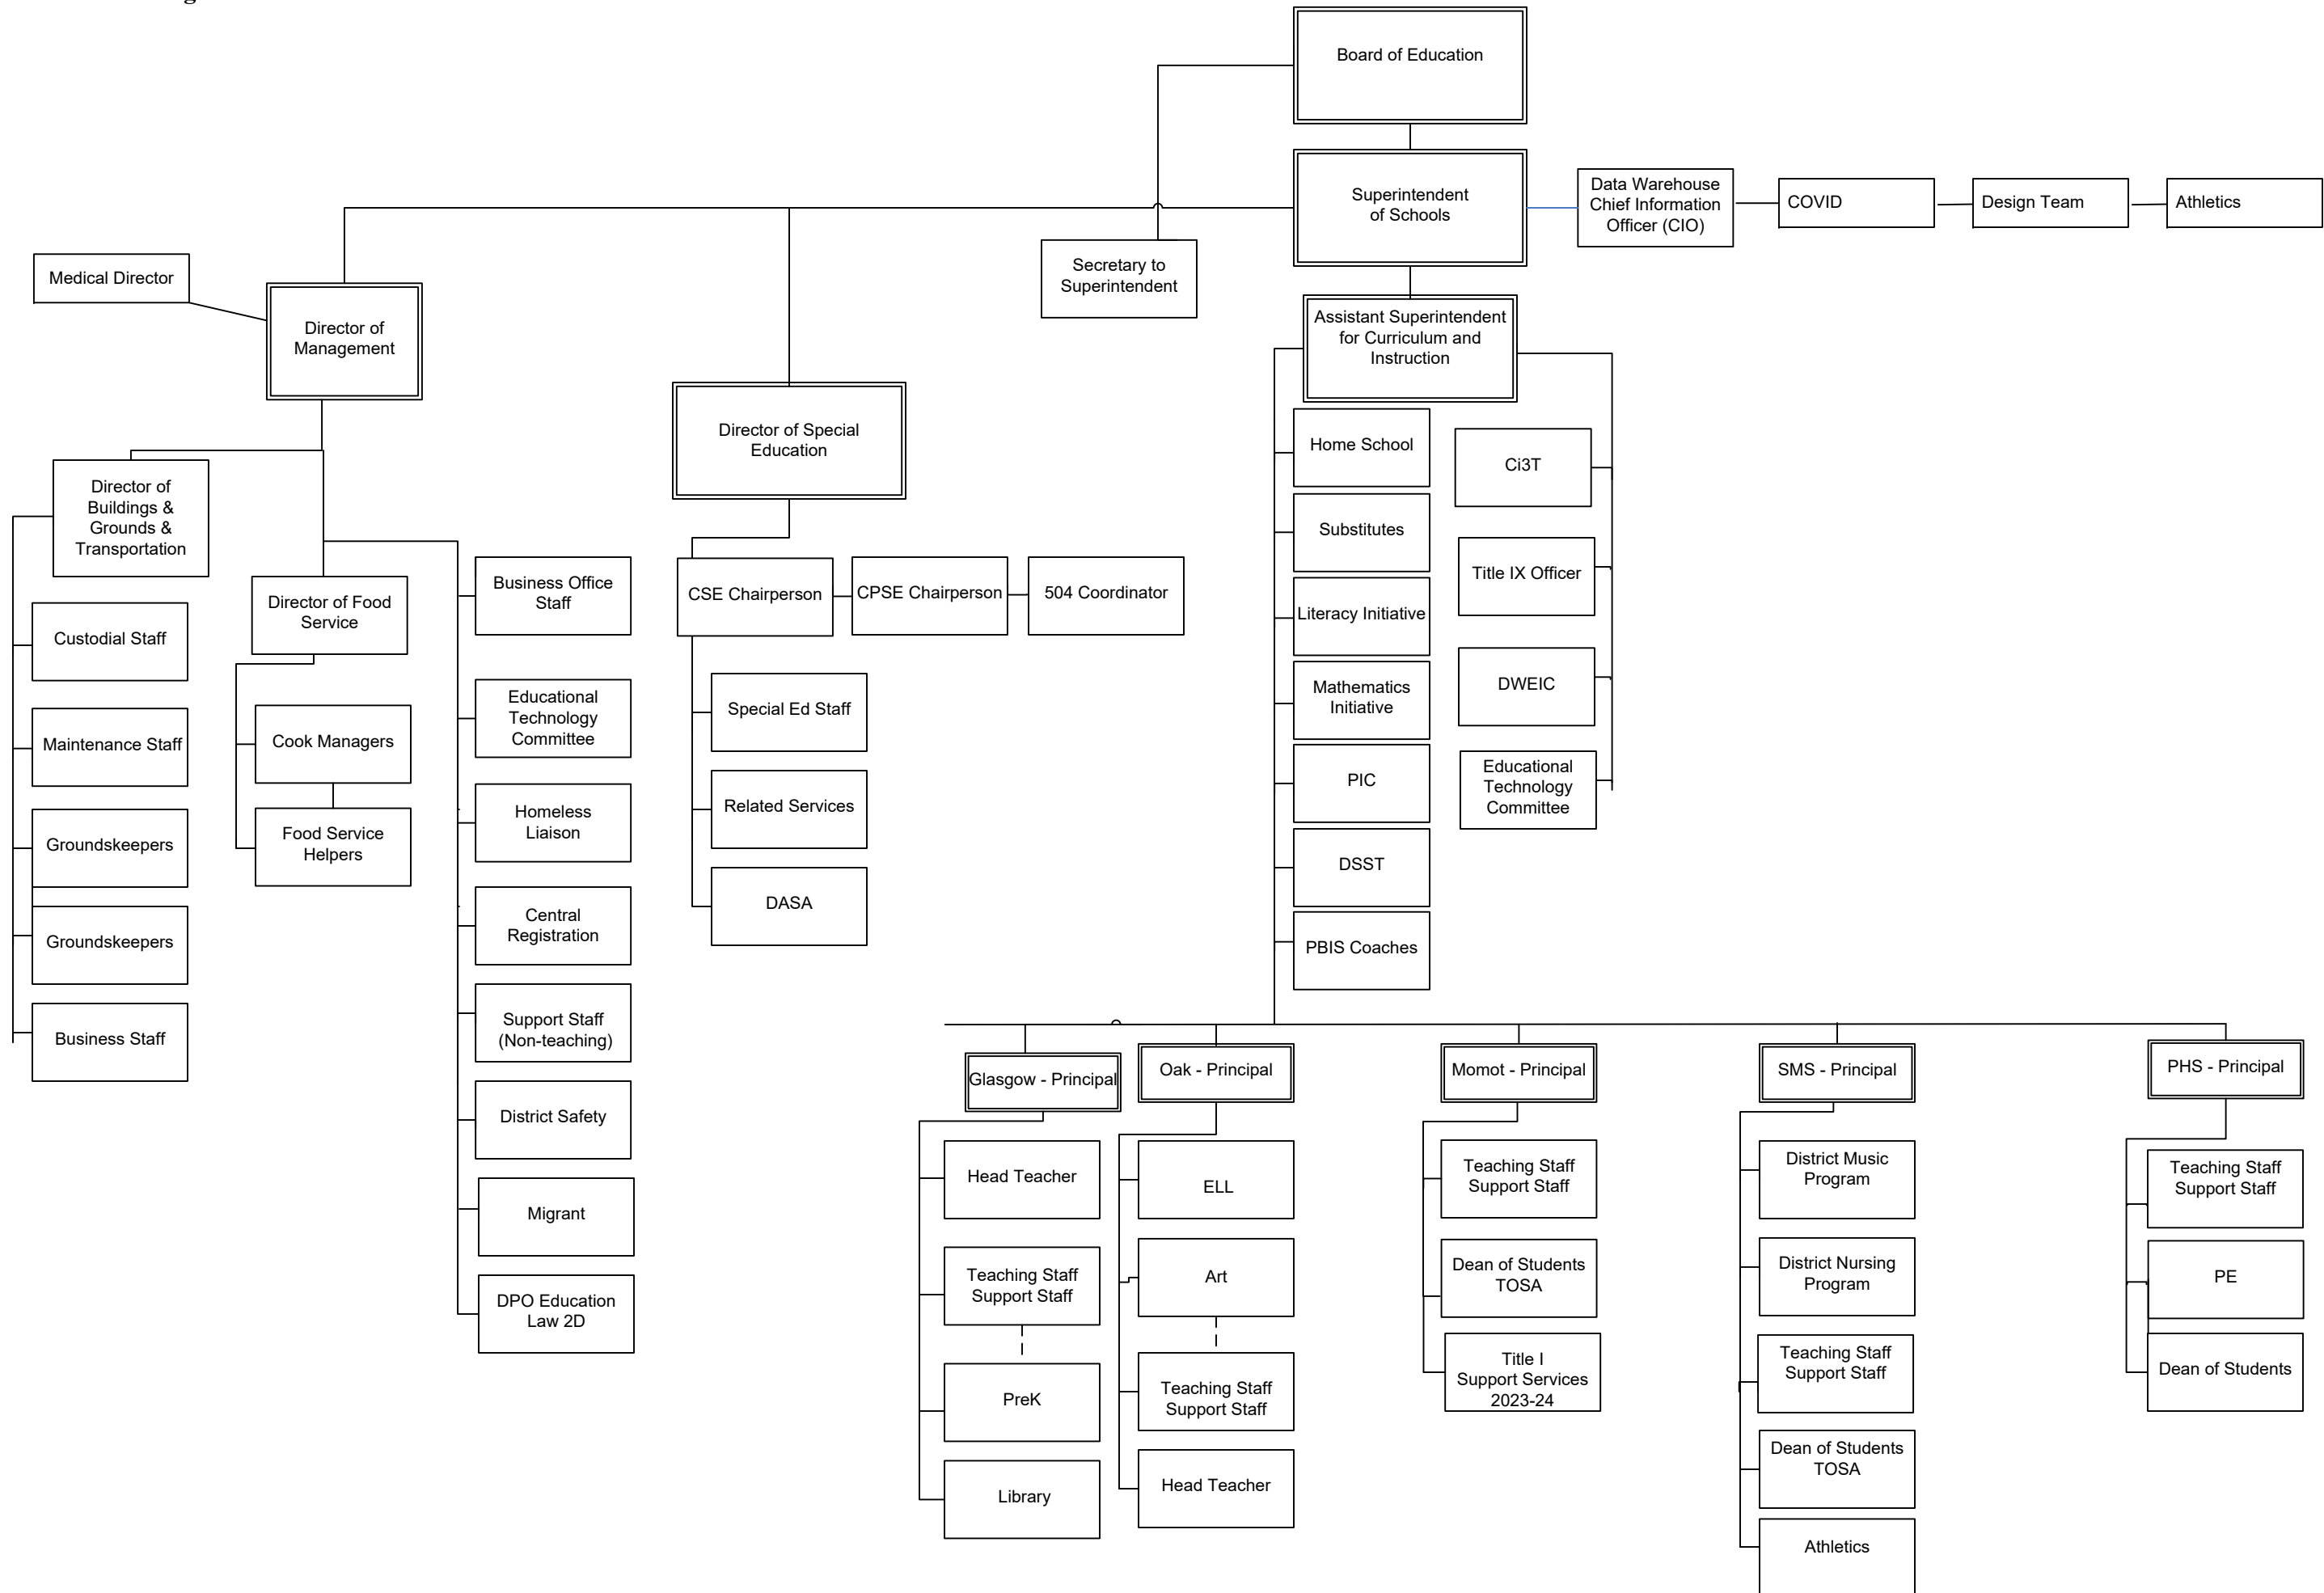 Board of Education
Superintendent
of Schools
Data Warehouse
Chief Information
Officer (CIO)
COVID
Design Team
Athletics
Secretary to
Superintendent
Medical Director
Director of
Management
Assistant Superintendent
for Curriculum and
Instruction
Director of Special
Education
Home School
Ci3T
Substitutes
Title IX Officer
Literacy Initiative
DWEIC
Mathematics
Initiative
Educational
Technology
Committee
PIC
DSST
PBIS Coaches
Director of
Buildings &
Grounds &
Transportation
Custodial Staff
Maintenance Staff
Groundskeepers
Groundskeepers
Business Staff
Director of Food
Service
Cook Managers
Food Service
Helpers
Business Office
Staff
Educational
Technology
Committee
Homeless
Liaison
Central
Registration
Support Staff
(Non-teaching)
District Safety
Migrant
DPO Education
Law 2D
CSE Chairperson
CPSE Chairperson
504 Coordinator
Special Ed Staff
Related Services
DASA
Glasgow - Principal
Head Teacher
Teaching Staff
Support Staff
PreK
Library
Oak - Principal
ELL
Art
Teaching Staff
Support Staff
Head Teacher
Momot - Principal
Teaching Staff
Support Staff
Dean of Students
TOSA
Title I
Support Services
2023-24
SMS - Principal
District Music
Program
District Nursing
Program
Teaching Staff
Support Staff
Dean of Students
TOSA
Athletics
PHS - Principal
Teaching Staff
Support Staff
PE
Dean of Students